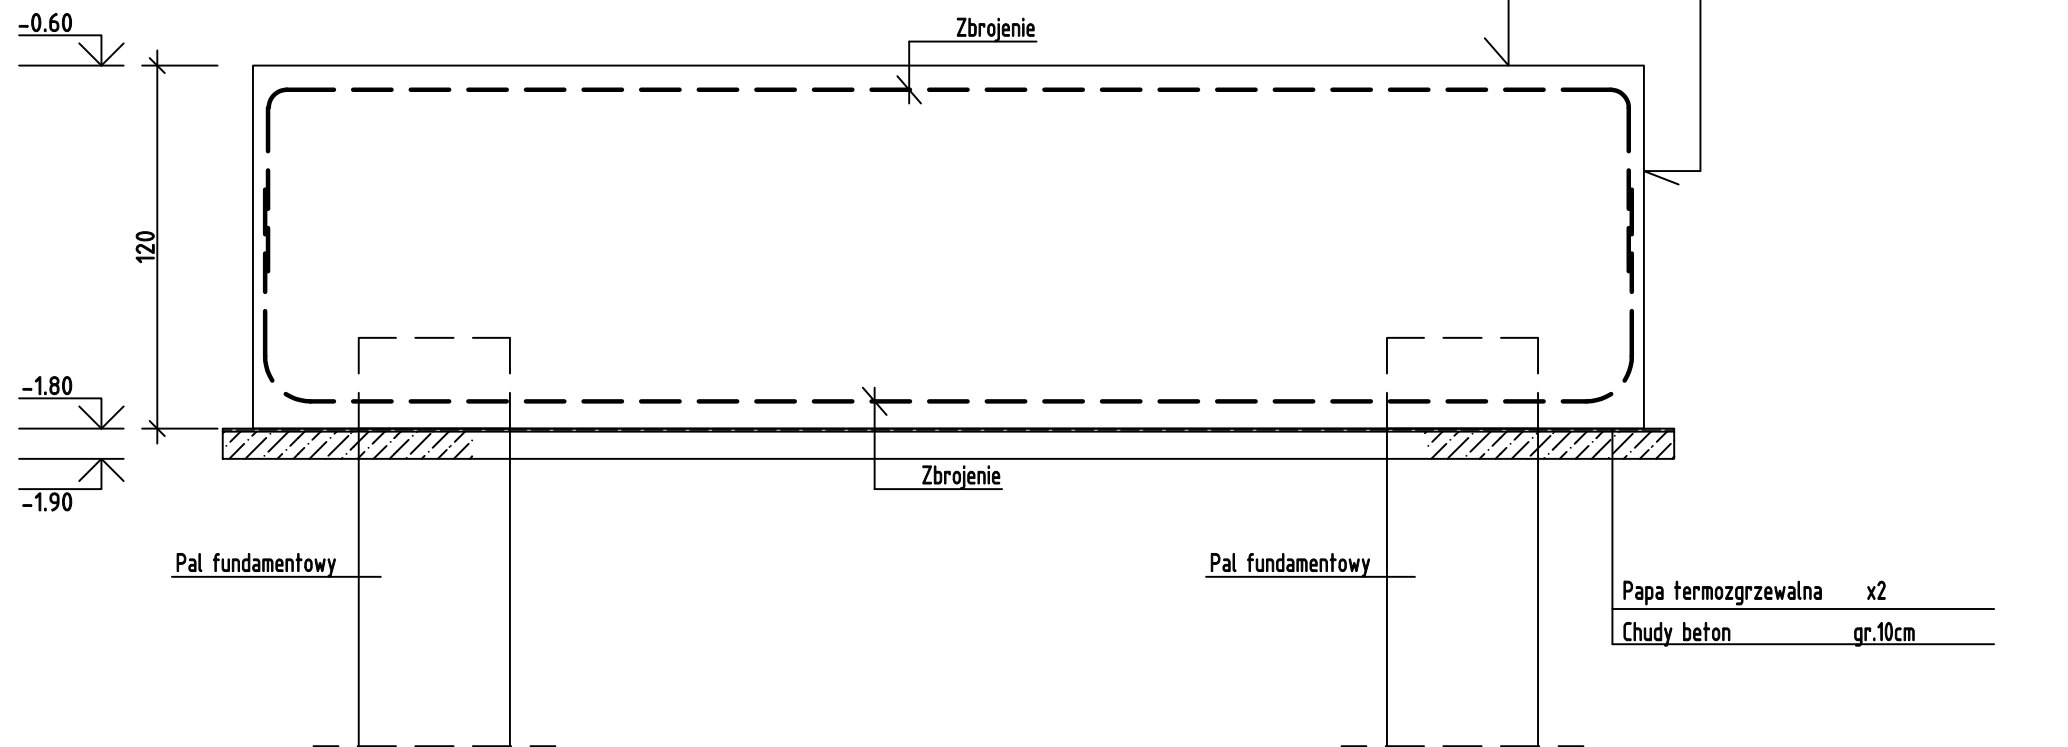 -0.60
Zbrojenie
120
-1.80
-1.90
Zbrojenie
Pal fundamentowy
Pal fundamentowy
Papa termozgrzewalna x2
Chudy beton gr.10cm